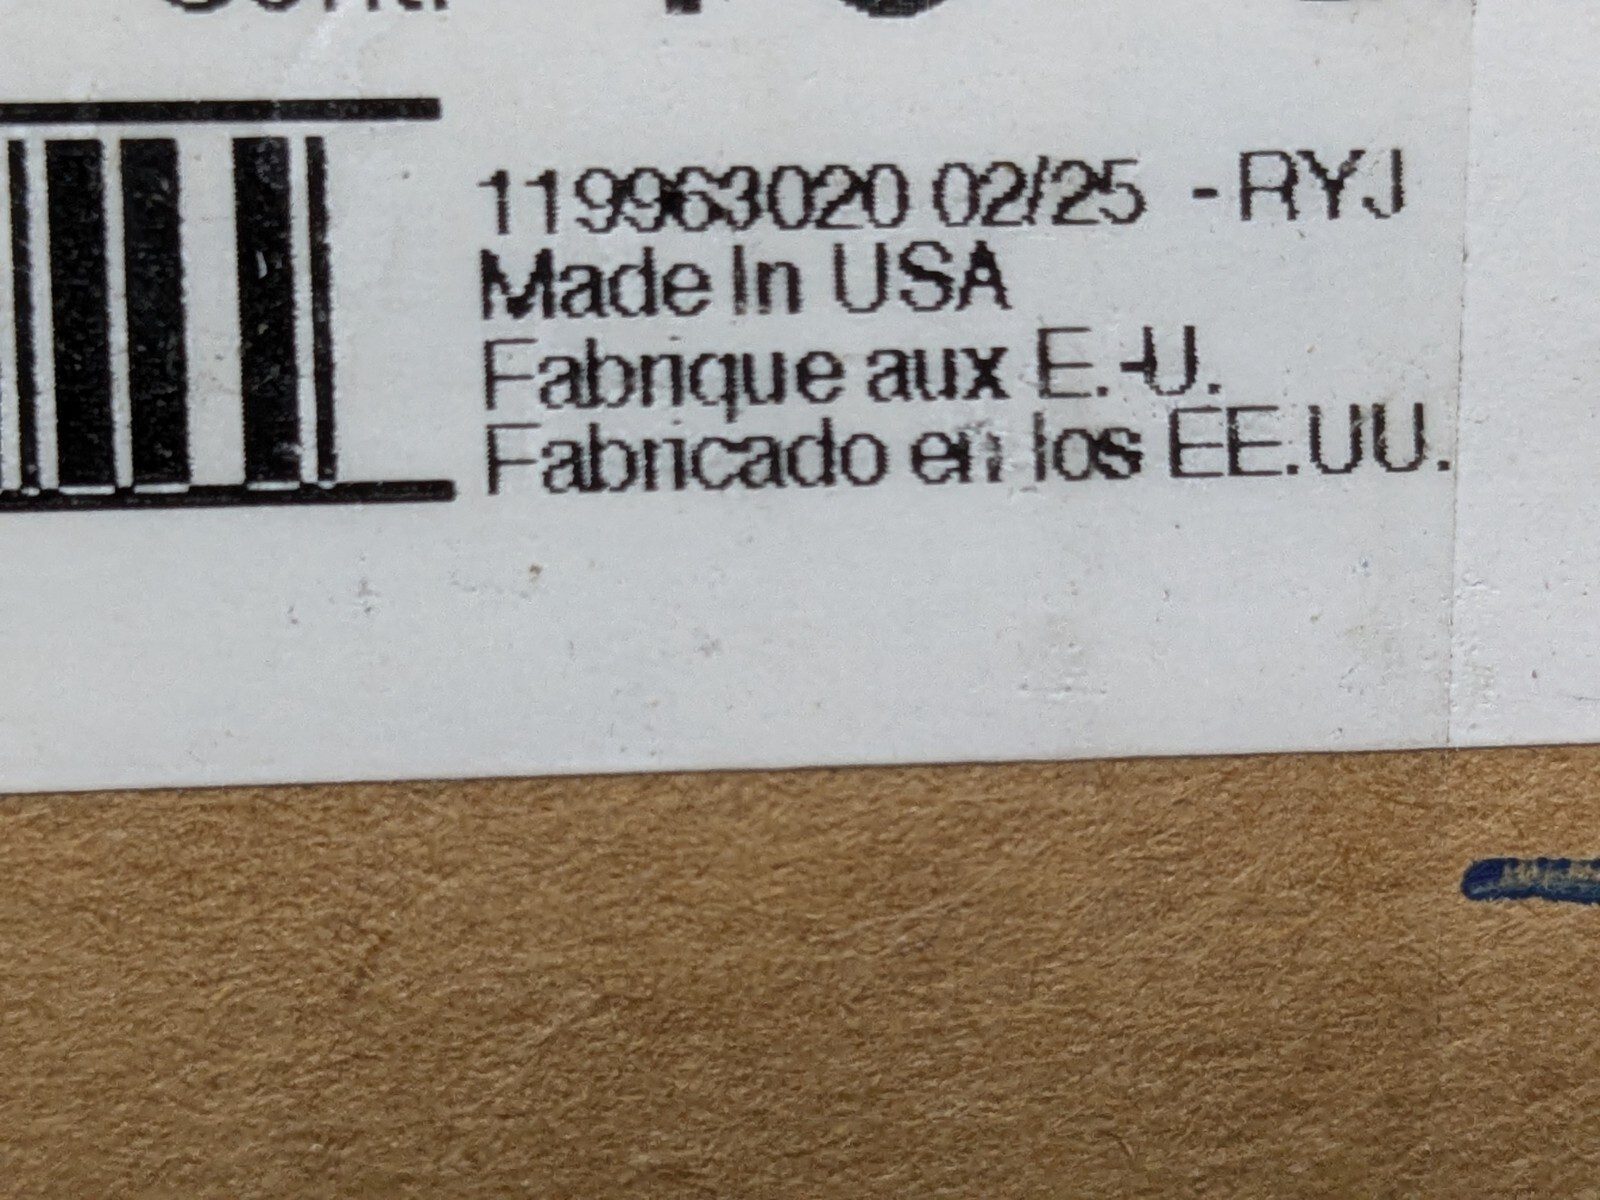 119963020 02/25 - RYJ
Made In USA
Fabrique aux E.-U.
Fabricado en los EE.UU.